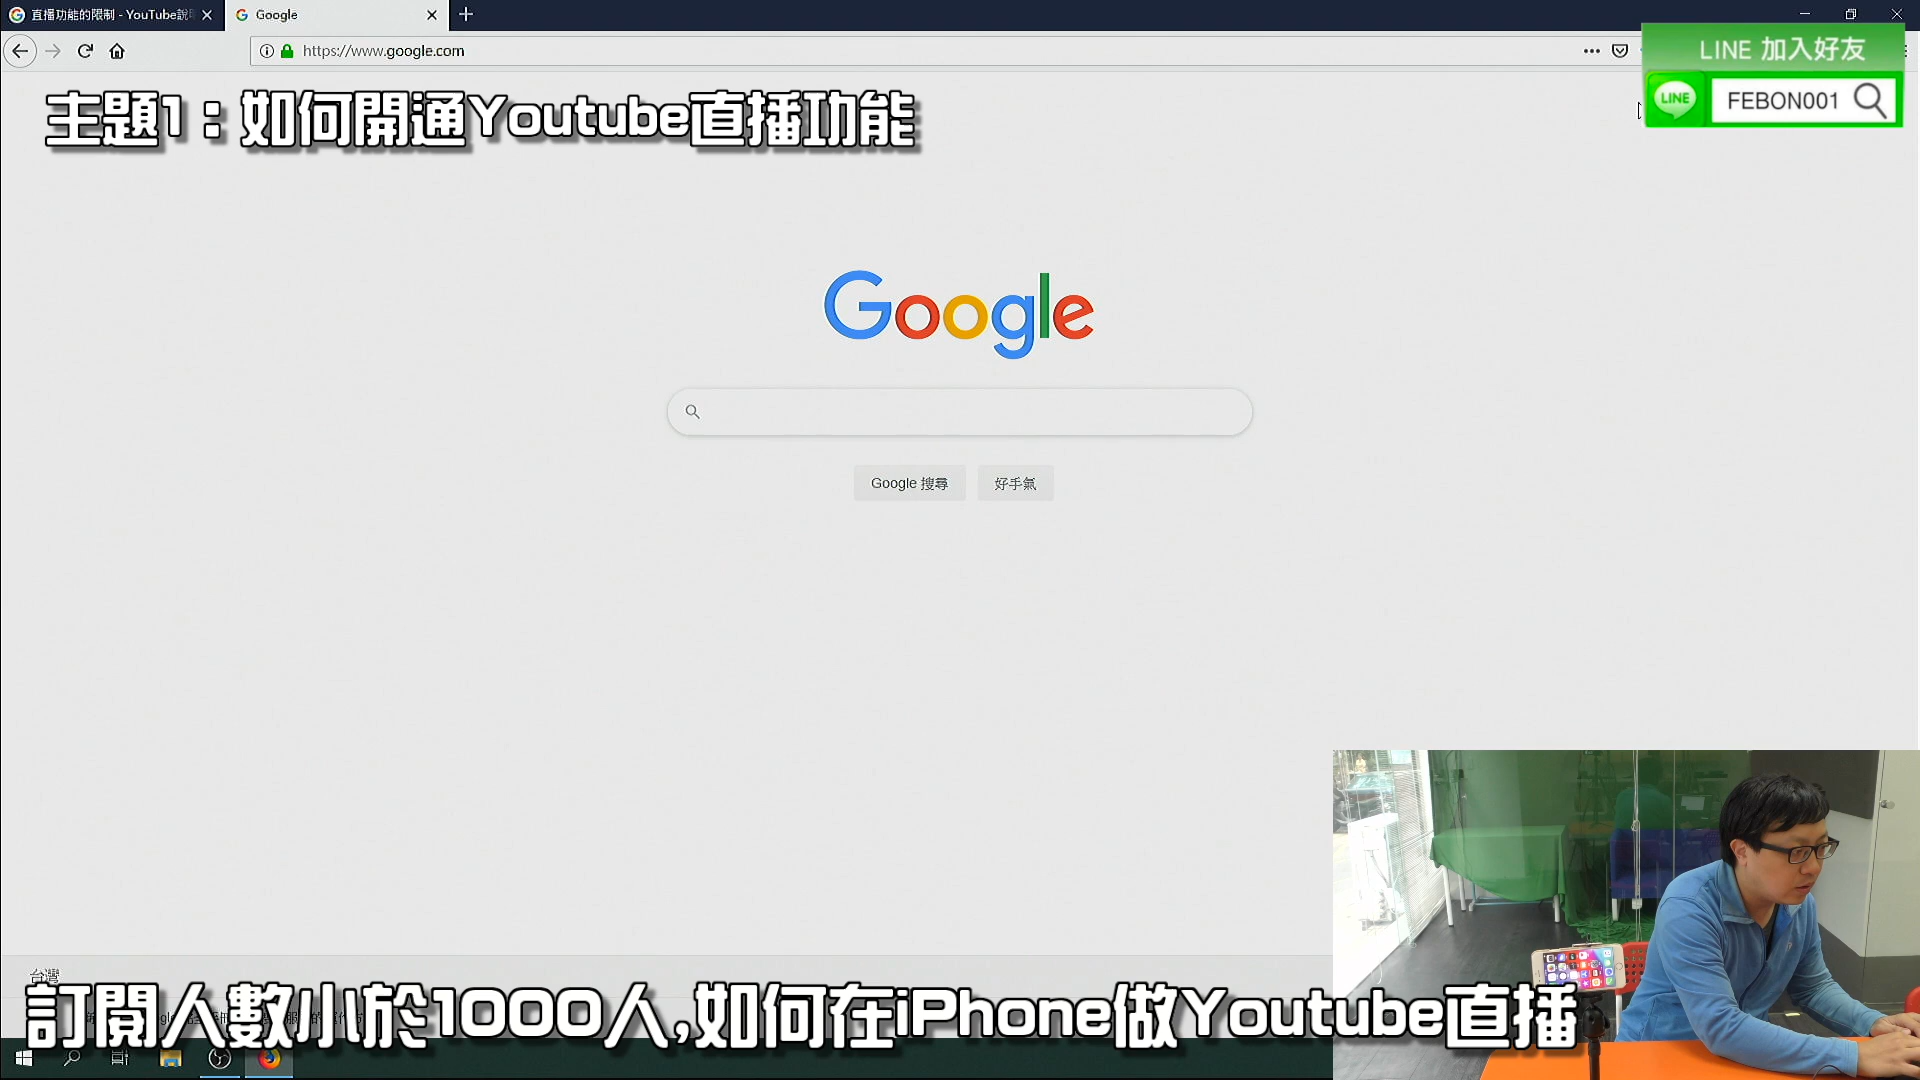 直播功能的限制 - YouTube說
Google
https://www.google.com
LINE 加入好友
LINE
FEBON001
主題1：如何開通Youtube直播功能
Google
Google 搜尋
好手氣
台灣
訂閱人數小於1000人,如何在iPhone做Youtube直播